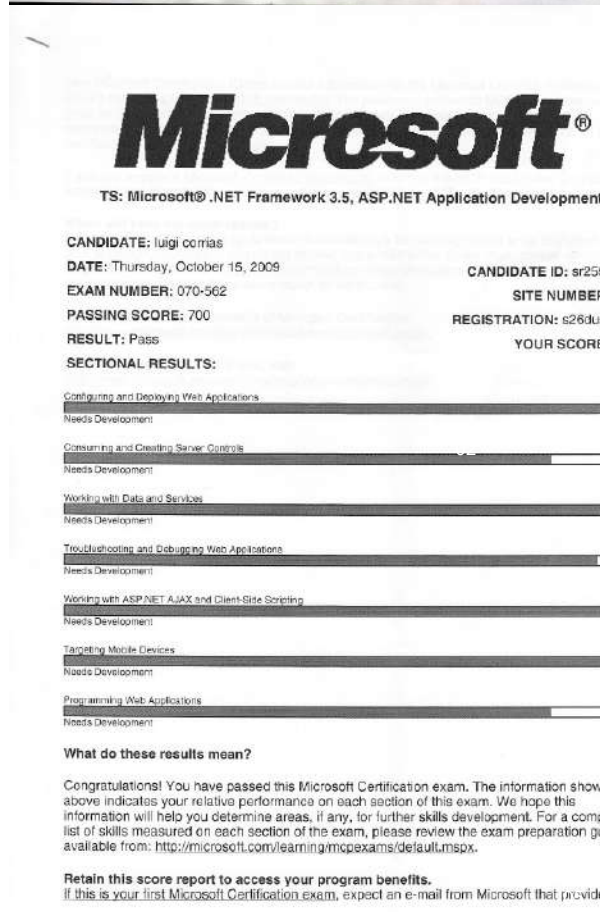 Microsoft®
TS: Microsoft® .NET Framework 3.5, ASP.NET Application Development
CANDIDATE: luigi corrias
DATE: Thursday, October 15, 2009
CANDIDATE ID: sr255
EXAM NUMBER: 070-562
SITE NUMBER
PASSING SCORE: 700
REGISTRATION: s26du
RESULT: Pass
YOUR SCORE
SECTIONAL RESULTS:
Configuring and Deploying Web Applications
Needs Development
Consuming and Creating Server Controls
Needs Development
Working with Data and Services
Needs Development
Troubleshooting and Debugging Web Applications
Needs Development
Working with ASP.NET AJAX and Client-Side Scripting
Needs Development
Targeting Mobile Devices
Needs Development
Programming Web Applications
Needs Development
What do these results mean?
Congratulations! You have passed this Microsoft Certification exam. The information show
above indicates your relative performance on each section of this exam. We hope this
information will help you determine areas, if any, for further skills development. For a comp
list of skills measured on each section of the exam, please review the exam preparation gu
available from: http://microsoft.com/learning/mcpexams/default.mspx.
Retain this score report to access your program benefits.
If this is your first Microsoft Certification exam, expect an e-mail from Microsoft that provide